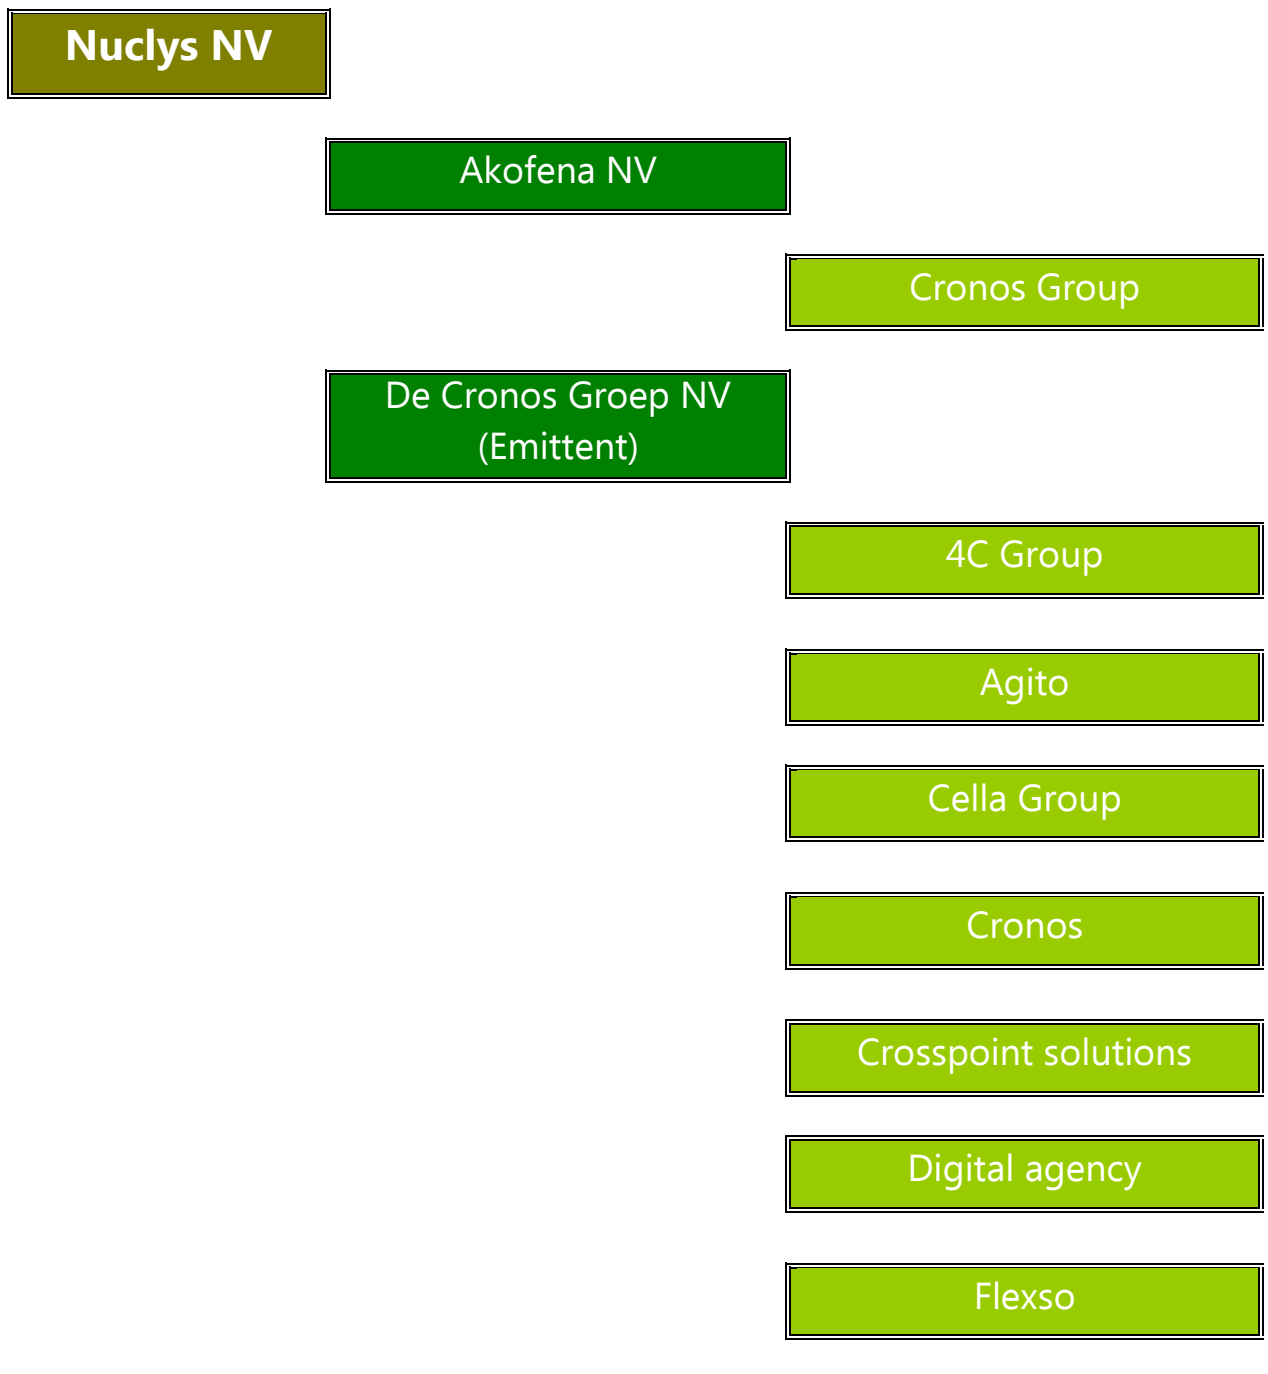 Nuclys NV
Akofena NV
Cronos Group
De Cronos Groep NV
(Emittent)
4C Group
Agito
Cella Group
Cronos
Crosspoint solutions
Digital agency
Flexso